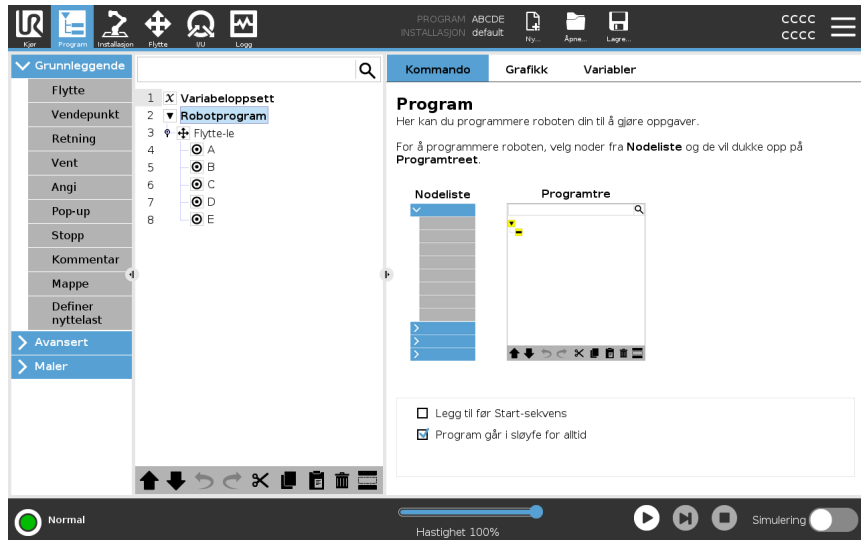 UR
PROGRAM ABCDE
INSTALLASJON default
cccc
cccc
Kjør Program Installasjon Flytte I/U Logg Ny... Åpne... Lagre...
Grunnleggende
Flytte
Vendepunkt
Retning
Vent
Angi
Pop-up
Stopp
Kommentar
Mappe
Definer
nyttelast
Avansert
Maler
1 X Variabeloppsett
2 Robotprogram
3 Flytte-le
4 A
5 B
6 C
7 D
8 E
Kommando Grafikk Variabler
Program
Her kan du programmere roboten din til å gjøre oppgaver.
For å programmere roboten, velg noder fra Nodeliste og de vil dukke opp på
Programtreet.
Nodeliste Programtre
Legg til før Start-sekvens
Program går i sløyfe for alltid
Normal
Hastighet 100%
Simulering